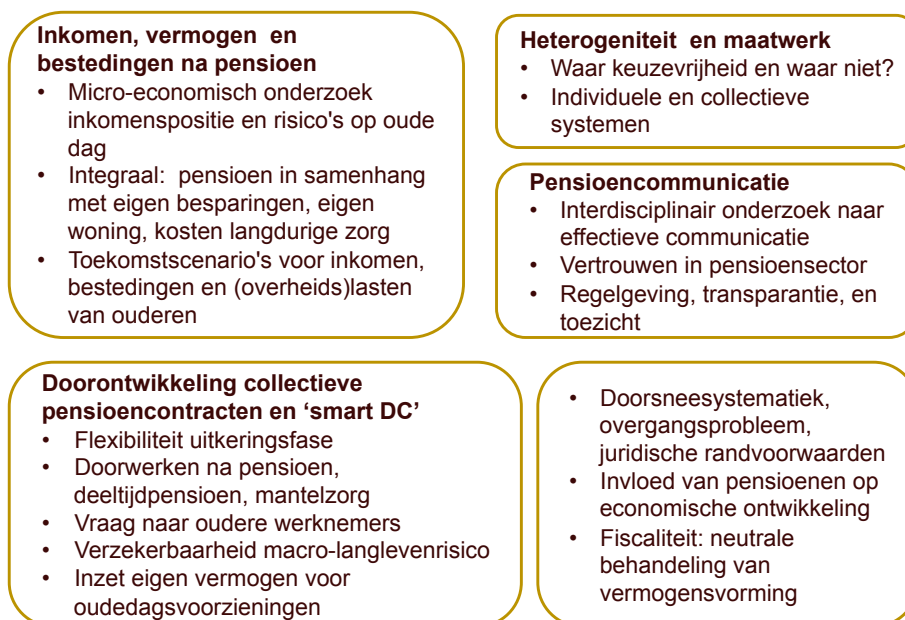 Inkomen, vermogen en
bestedingen na pensioen
• Micro-economisch onderzoek
inkomenspositie en risico's op oude
dag
• Integraal: pensioen in samenhang
met eigen besparingen, eigen
woning, kosten langdurige zorg
• Toekomstscenario's voor inkomen,
bestedingen en (overheids)lasten
van ouderen
Heterogeniteit en maatwerk
• Waar keuzevrijheid en waar niet?
• Individuele en collectieve
systemen
Pensioencommunicatie
• Interdisciplinair onderzoek naar
effectieve communicatie
• Vertrouwen in pensioensector
• Regelgeving, transparantie, en
toezicht
Doorontwikkeling collectieve
pensioencontracten en ‘smart DC’
• Flexibiliteit uitkeringsfase
• Doorwerken na pensioen,
deeltijdpensioen, mantelzorg
• Vraag naar oudere werknemers
• Verzekerbaarheid macro-langlevenrisico
• Inzet eigen vermogen voor
oudedagsvoorzieningen
• Doorsneesystematiek,
overgangsprobleem,
juridische randvoorwaarden
• Invloed van pensioenen op
economische ontwikkeling
• Fiscaliteit: neutrale
behandeling van
vermogensvorming